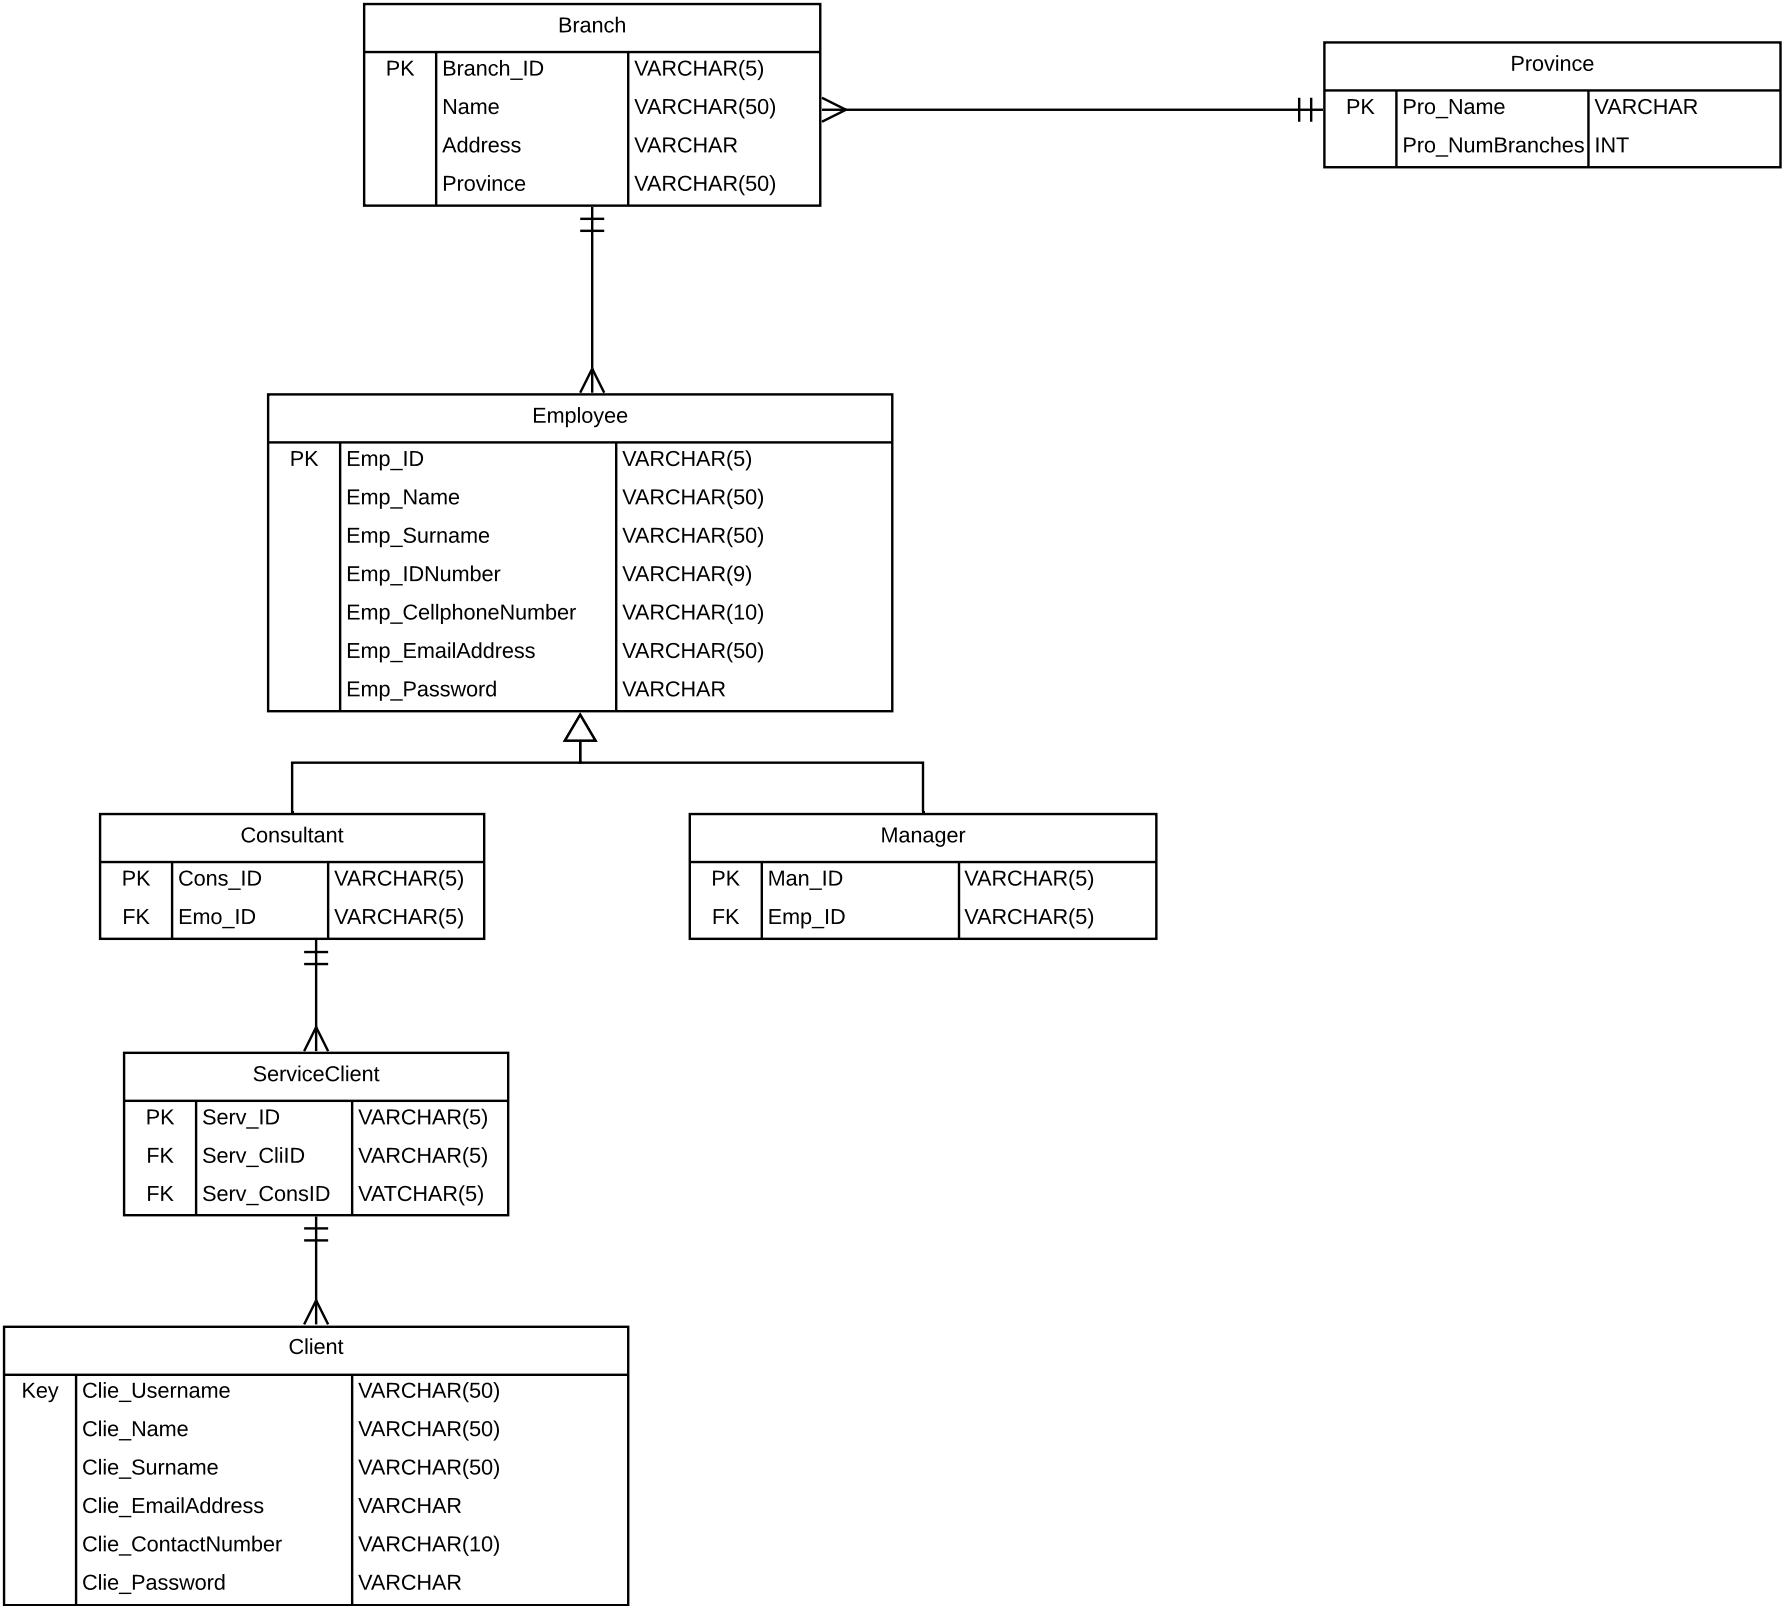 Branch
PK Branch_ID VARCHAR(5)
Name VARCHAR(50)
Address VARCHAR
Province VARCHAR(50)
Province
PK Pro_Name VARCHAR
Pro_NumBranches INT
Employee
PK Emp_ID VARCHAR(5)
Emp_Name VARCHAR(50)
Emp_Surname VARCHAR(50)
Emp_IDNumber VARCHAR(9)
Emp_CellphoneNumber VARCHAR(10)
Emp_EmailAddress VARCHAR(50)
Emp_Password VARCHAR
Consultant
PK Cons_ID VARCHAR(5)
FK Emo_ID VARCHAR(5)
Manager
PK Man_ID VARCHAR(5)
FK Emp_ID VARCHAR(5)
ServiceClient
PK Serv_ID VARCHAR(5)
FK Serv_CliID VARCHAR(5)
FK Serv_ConsID VATCHAR(5)
Client
Key Clie_Username VARCHAR(50)
Clie_Name VARCHAR(50)
Clie_Surname VARCHAR(50)
Clie_EmailAddress VARCHAR
Clie_ContactNumber VARCHAR(10)
Clie_Password VARCHAR